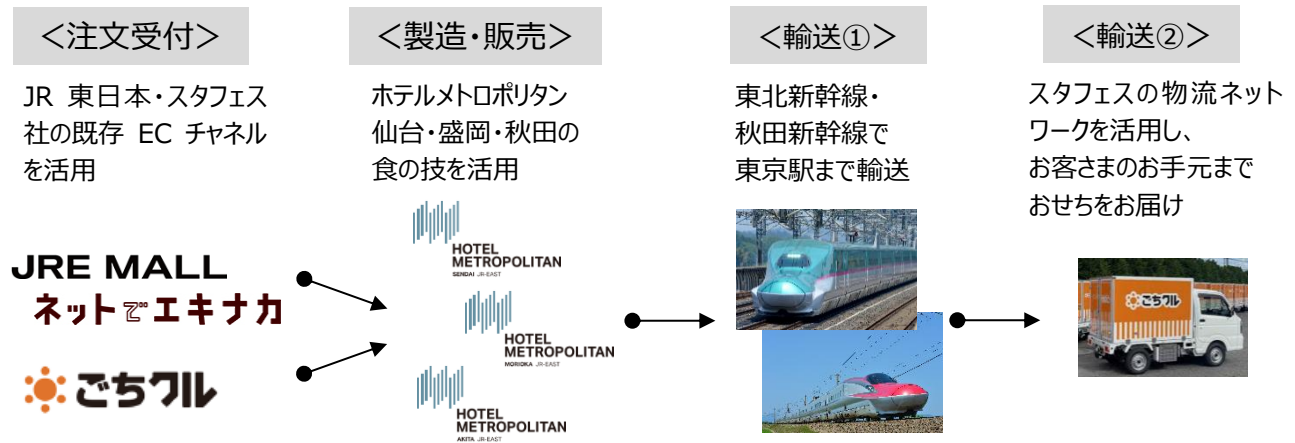 ＜注文受付＞
JR 東日本・スタフェス
社の既存 EC チャネル
を活用
JRE MALL
ネットでエキナカ
ごちクル
＜製造・販売＞
ホテルメトロポリタン
仙台・盛岡・秋田の
食の技を活用
HOTEL
METROPOLITAN
SENDAI JR-EAST
HOTEL
METROPOLITAN
MORIOKA JR-EAST
HOTEL
METROPOLITAN
AKITA JR-EAST
＜輸送①＞
東北新幹線・
秋田新幹線で
東京駅まで輸送
＜輸送②＞
スタフェスの物流ネット
ワークを活用し、
お客さまのお手元まで
おせちをお届け
ごちクル